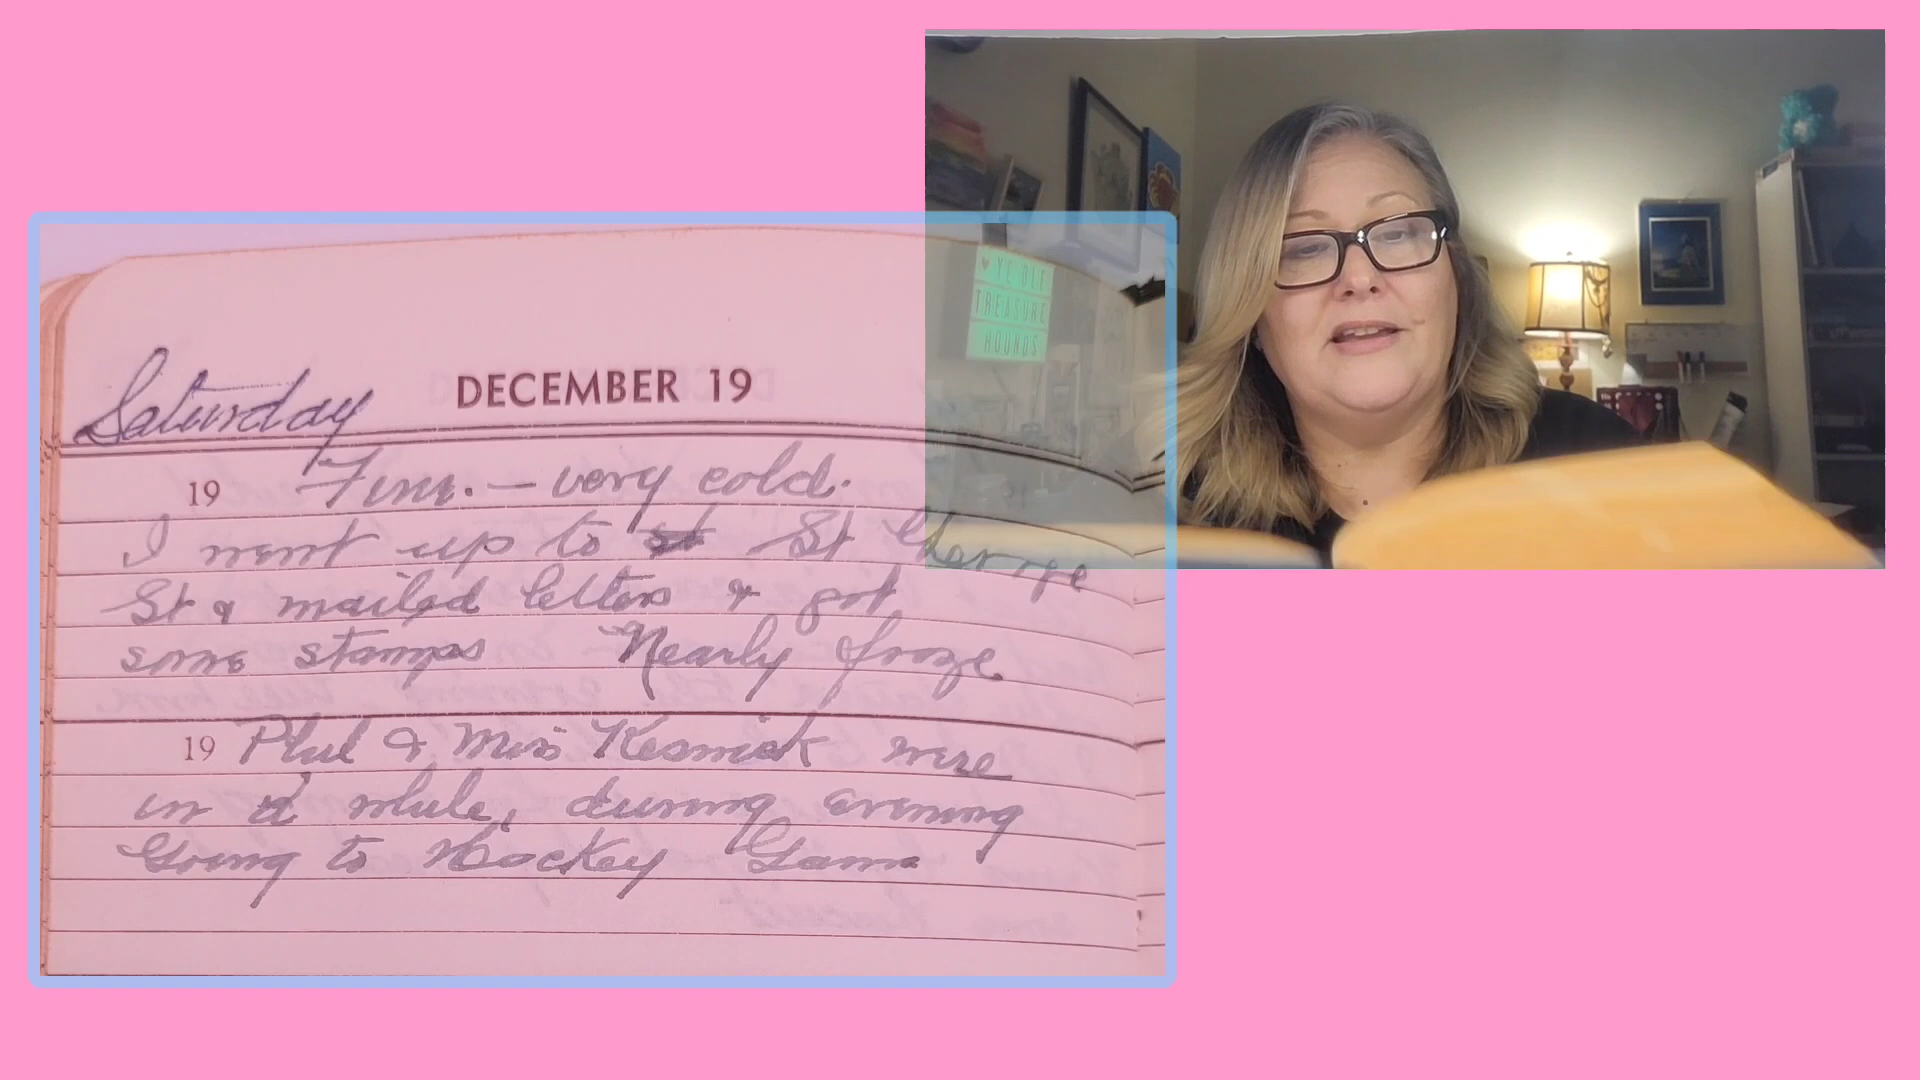 ♥ YE OLE
TREASURE
HOUNDS
Saturday
DECEMBER 19
19 Fine. – very cold.
I went up to St St George
St & mailed letters & got
some stamps Nearly froze
19 Phil & Miss Kesmick were
in a while, during evening
Going to Hockey Game